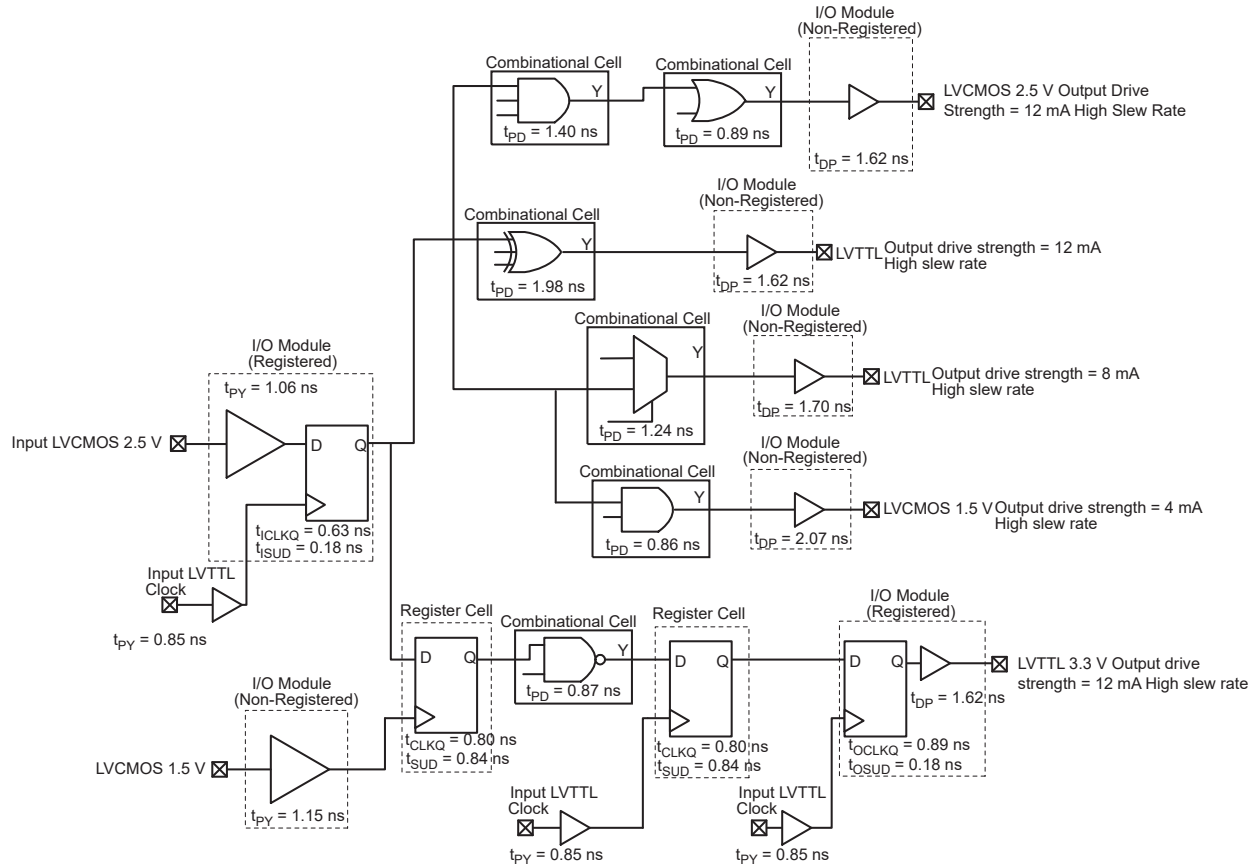 I/O Module
(Non-Registered)
Combinational Cell
Y
tPD = 1.40 ns
Combinational Cell
Y
tPD = 0.89 ns
tDP = 1.62 ns
LVCMOS 2.5 V Output Drive
Strength = 12 mA High Slew Rate
I/O Module
(Non-Registered)
Combinational Cell
Y
tPD = 1.98 ns
tDP = 1.62 ns
LVTTL Output drive strength = 12 mA
High slew rate
Combinational Cell
Y
tPD = 1.24 ns
I/O Module
(Non-Registered)
tDP = 1.70 ns
LVTTL Output drive strength = 8 mA
High slew rate
I/O Module
(Registered)
tPY = 1.06 ns
Input LVCMOS 2.5 V
D
Q
tICLKQ = 0.63 ns
tISUD = 0.18 ns
Input LVTTL
Clock
tPY = 0.85 ns
Combinational Cell
Y
tPD = 0.86 ns
I/O Module
(Non-Registered)
tDP = 2.07 ns
LVCMOS 1.5 V Output drive strength = 4 mA
High slew rate
I/O Module
(Non-Registered)
LVCMOS 1.5 V
tPY = 1.15 ns
Register Cell
D
Q
tCLKQ = 0.80 ns
tSUD = 0.84 ns
Combinational Cell
Y
tPD = 0.87 ns
Register Cell
D
Q
tCLKQ = 0.80 ns
tSUD = 0.84 ns
Input LVTTL
Clock
tPY = 0.85 ns
I/O Module
(Registered)
D
Q
tDP = 1.62 ns
tOCLKQ = 0.89 ns
tOSUD = 0.18 ns
LVTTL 3.3 V Output drive
strength = 12 mA High slew rate
Input LVTTL
Clock
tPY = 0.85 ns